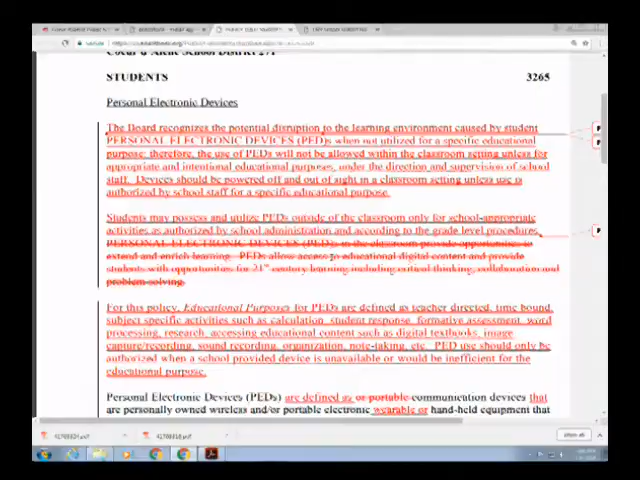 Coeur d'Alene School District 271
STUDENTS 3265
Personal Electronic Devices
The Board recognizes the potential disruption to the learning environment caused by student
PERSONAL ELECTRONIC DEVICES (PED)s when not utilized for a specific educational
purpose; therefore, the use of PEDs will not be allowed within the classroom setting unless for
appropriate and intentional educational purposes, under the direction and supervision of school
staff. Devices should be powered off and out of sight in a classroom setting unless use is
authorized by school staff for a specific educational purpose.
Students may possess and utilize PEDs outside of the classroom only for school-appropriate
activities as authorized by school administration and according to the grade level procedures.
PERSONAL ELECTRONIC DEVICES (PED)s in the classroom provide opportunities to
extend and enrich learning. PEDs allow access to educational digital content and provide
students with opportunities for 21st century learning including critical thinking, collaboration and
problem-solving.
For this policy, Educational Purposes for PEDs are defined as teacher directed, time bound,
subject specific activities such as calculation, student response, formative assessment, word
processing, research, accessing educational content such as digital textbooks, image
capture/recording, sound recording, organization, note-taking, etc. PED use should only be
authorized when a school provided device is unavailable or would be inefficient for the
educational purpose.
Personal Electronic Devices (PEDs) are defined as or portable communication devices that
are personally owned wireless and/or portable electronic wearable or hand-held equipment that
Show all